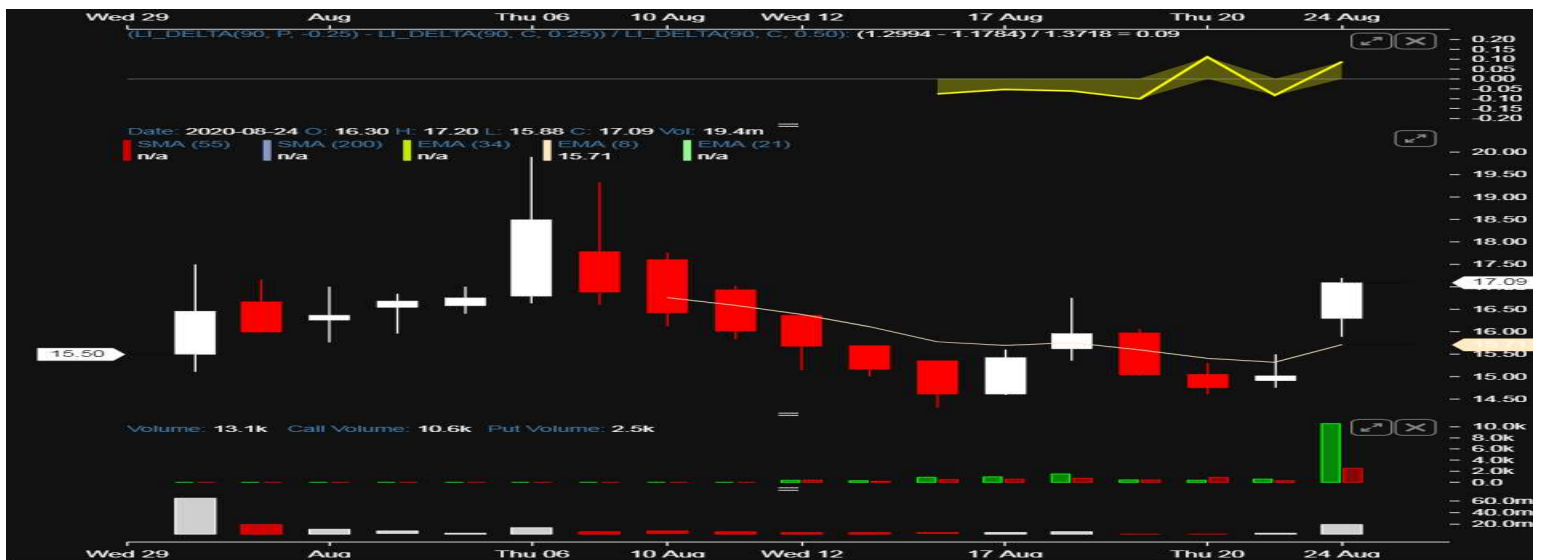 Wed 29 Aug Thu 06 10 Aug Wed 12 17 Aug Thu 20 24 Aug
(LI_DELTA(90, P, -0.25) - LI_DELTA(90, C, 0.25)) / LI_DELTA(90, C, 0.50): (1.2994 - 1.1784) / 1.3718 = 0.09
0.20
0.15
0.10
0.05
0.00
-0.05
-0.10
-0.15
-0.20
Date: 2020-08-24 O: 16.30 H: 17.20 L: 15.88 C: 17.09 Vol: 19.4m
SMA (55) SMA (200) EMA (34) EMA (8) EMA (21)
n/a n/a n/a 15.71 n/a
20.00
19.50
19.00
18.50
18.00
17.50
17.09
16.50
16.00
15.50
15.50
15.00
14.50
Volume: 13.1k Call Volume: 10.6k Put Volume: 2.5k
10.0k
8.0k
6.0k
4.0k
2.0k
0.0
60.0m
40.0m
20.0m
Wed 29 Aug Thu 06 10 Aug Wed 12 17 Aug Thu 20 24 Aug